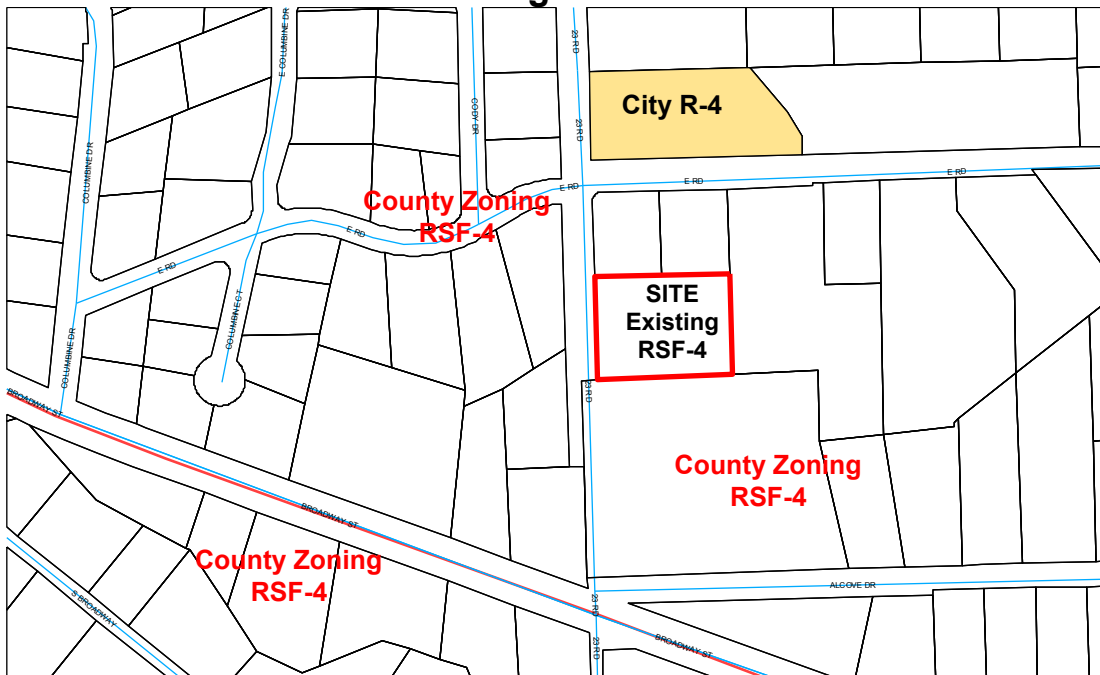 g
E COLUMBINE DR
23 RD
City R-4
CODY DR
23 RD
COLUMBINE DR
E RD
E RD
E RD
County Zoning
RSF-4
E RD
E RD
SITE
Existing
RSF-4
COLUMBINE CT
COLUMBINE DR
23 RD
BROADWAY ST
County Zoning
RSF-4
BROADWAY ST
County Zoning
RSF-4
ALCOVE DR
S BROADWAY
23 RD
23 RD
BROADWAY ST